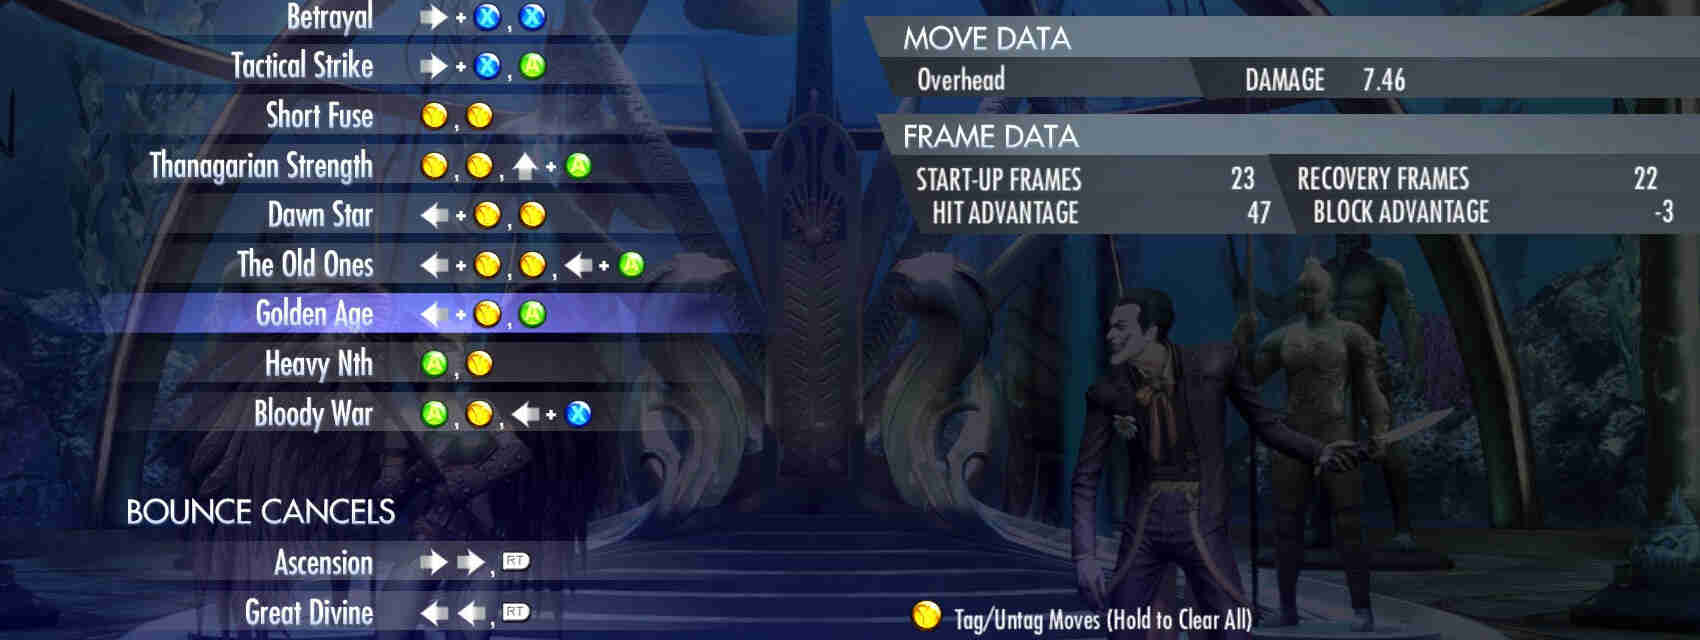 Betrayal + X , X
Tactical Strike + X , A
Short Fuse Y , Y
Thanagarian Strength Y , Y , + A
Dawn Star + Y , Y
The Old Ones + Y , Y , + A
Golden Age + Y , A
Heavy Nth A , Y
Bloody War A , Y , + X
BOUNCE CANCELS
Ascension , RT
Great Divine , RT
MOVE DATA
Overhead DAMAGE 7.46
FRAME DATA
START-UP FRAMES 23 RECOVERY FRAMES 22
HIT ADVANTAGE 47 BLOCK ADVANTAGE -3
Y Tag/Untag Moves (Hold to Clear All)